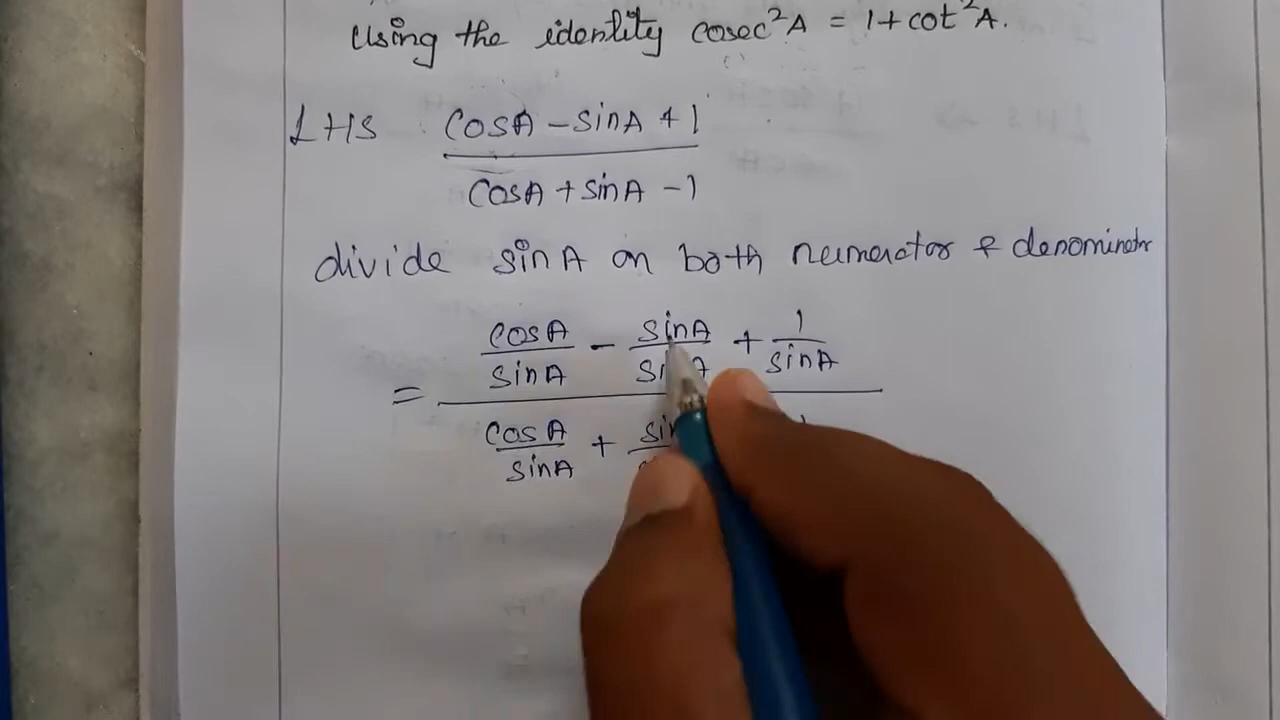 Using the identity cosec²A = 1+cot²A.
LHS cosA - sinA + 1
cosA + sinA - 1
divide sinA on both numerator & denominator
cosA - sinA + 1
sinA sinA
=
cosA +
sinA